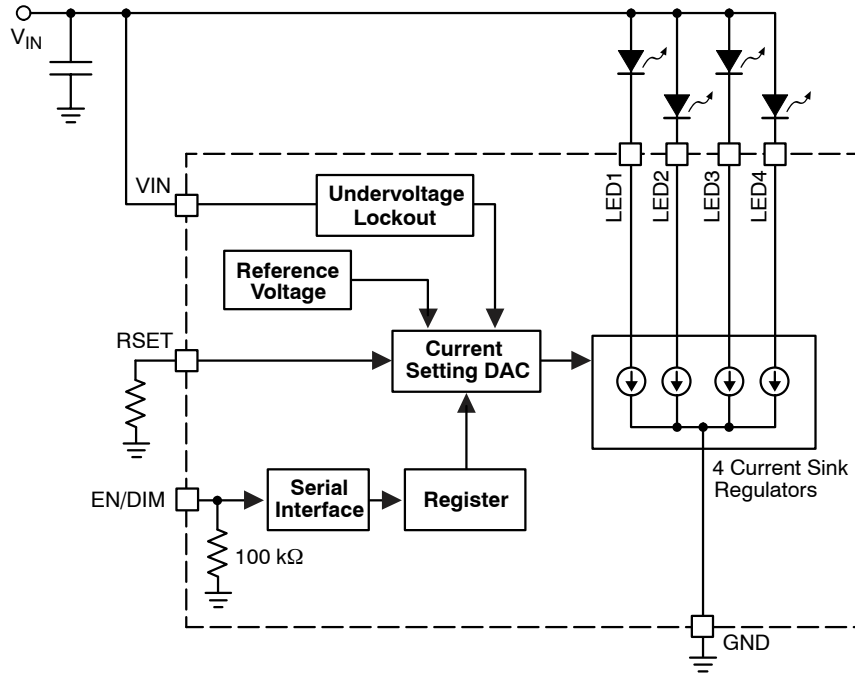 VIN
VIN
Undervoltage
Lockout
LED1
LED2
LED3
LED4
Reference
Voltage
RSET
Current
Setting DAC
4 Current Sink
Regulators
EN/DIM
Serial
Interface
Register
100 kΩ
GND